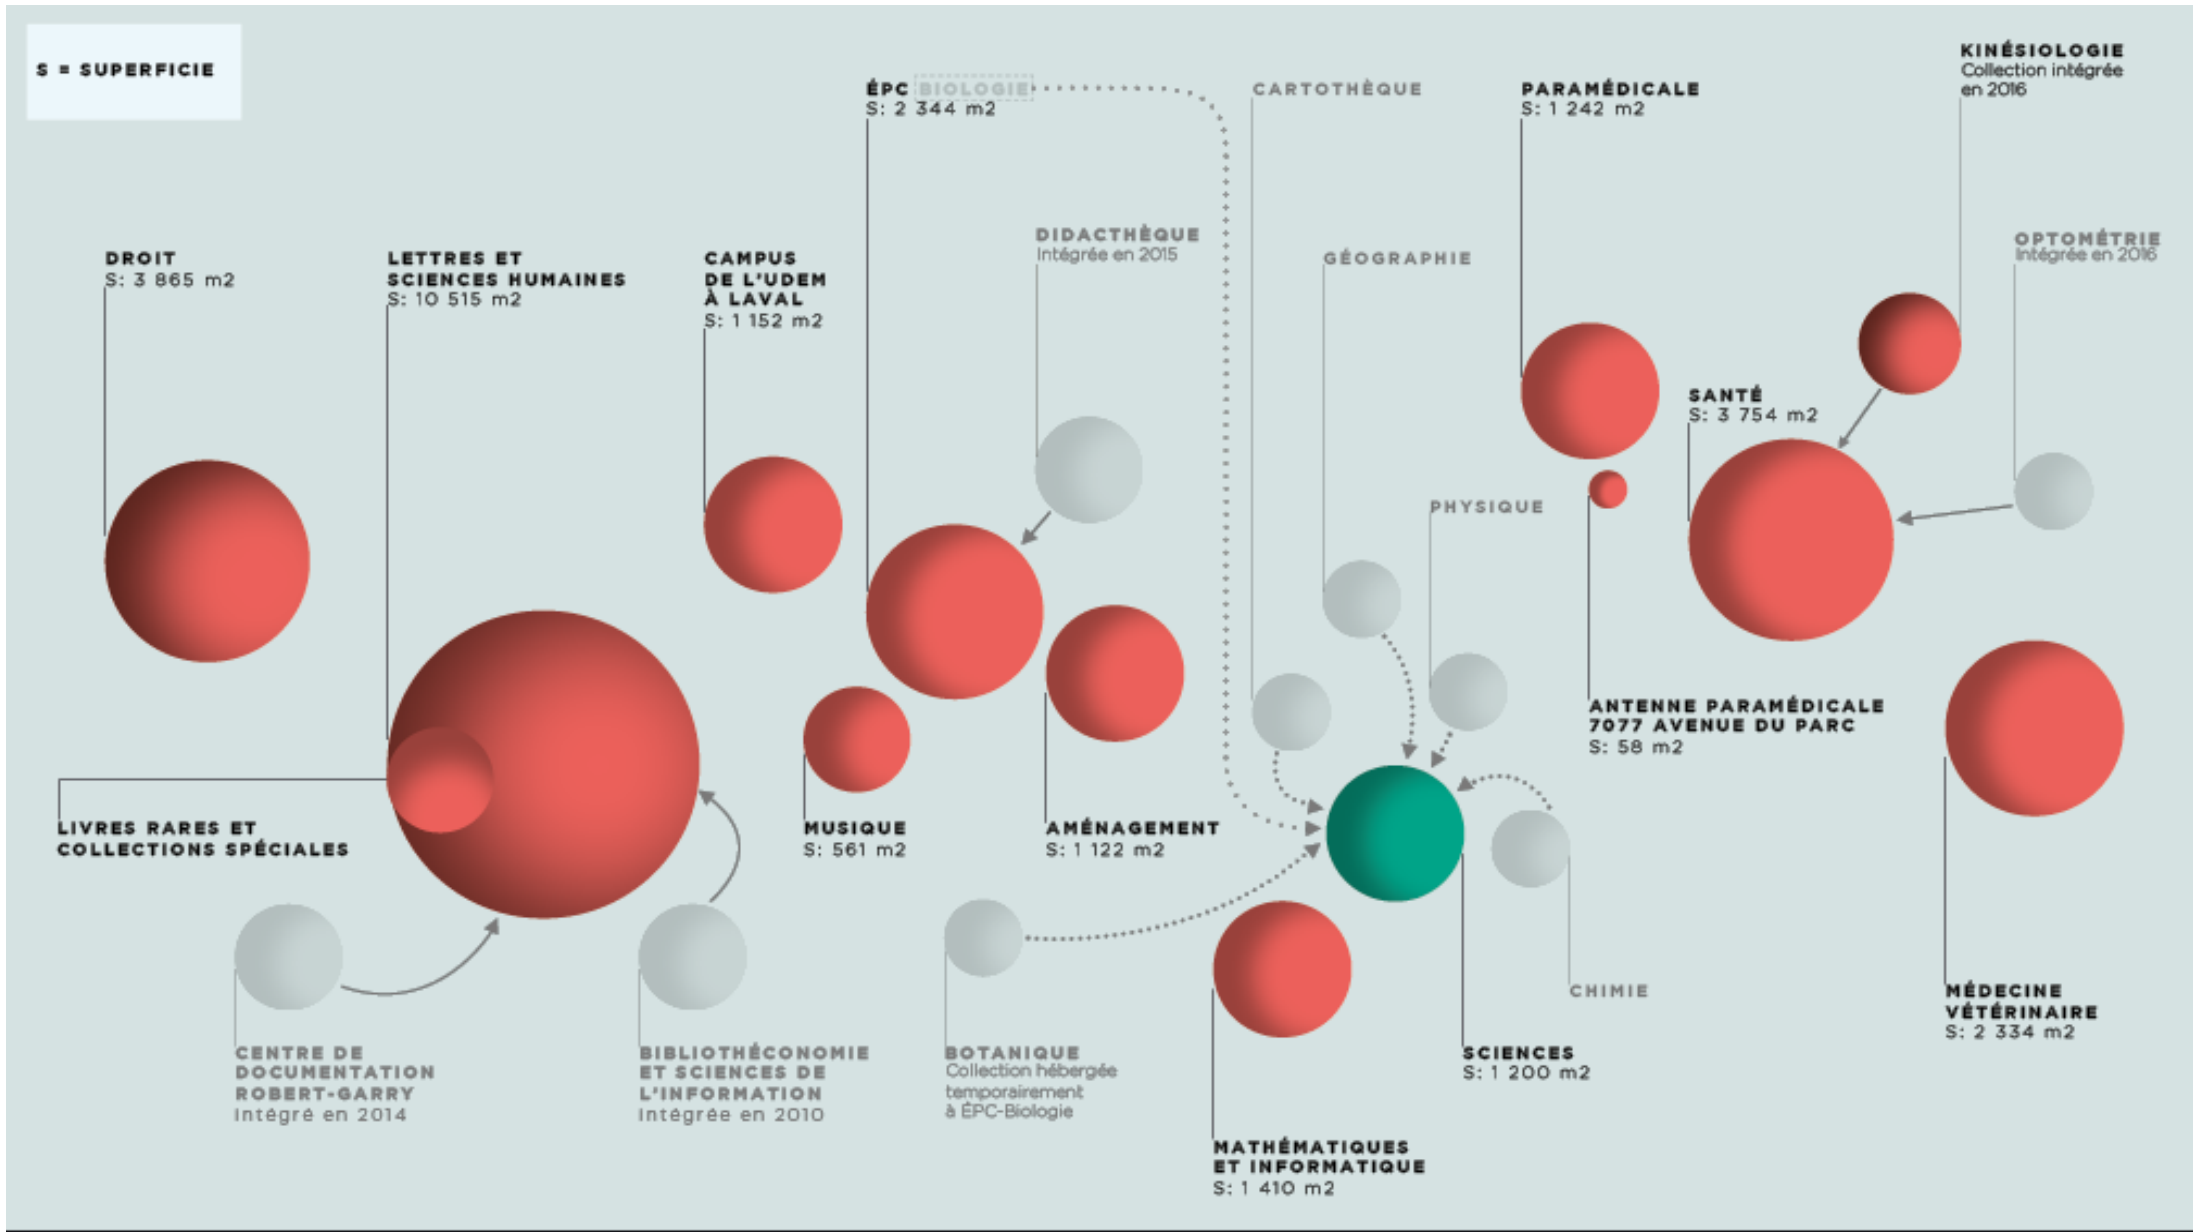 S = SUPERFICIE
KINÉSIOLOGIE
Collection intégrée
en 2016
ÉPC BIOLOGIE
S: 2 344 m2
CARTOTHÈQUE
PARAMÉDICALE
S: 1 242 m2
DIDACTHÈQUE
Intégrée en 2015
OPTOMÉTRIE
Intégrée en 2016
DROIT
S: 3 865 m2
LETTRES ET
SCIENCES HUMAINES
S: 10 515 m2
CAMPUS
DE L'UDEM
À LAVAL
S: 1 152 m2
GÉOGRAPHIE
SANTÉ
S: 3 754 m2
PHYSIQUE
ANTENNE PARAMÉDICALE
7077 AVENUE DU PARC
S: 58 m2
LIVRES RARES ET
COLLECTIONS SPÉCIALES
MUSIQUE
S: 561 m2
AMÉNAGEMENT
S: 1 122 m2
CHIMIE
MÉDECINE
VÉTÉRINAIRE
S: 2 334 m2
CENTRE DE
DOCUMENTATION
ROBERT-GARRY
Intégré en 2014
BIBLIOTHÉCONOMIE
ET SCIENCES DE
L'INFORMATION
Intégrée en 2010
BOTANIQUE
Collection hébergée
temporairement
à ÉPC-Biologie
SCIENCES
S: 1 200 m2
MATHÉMATIQUES
ET INFORMATIQUE
S: 1 410 m2